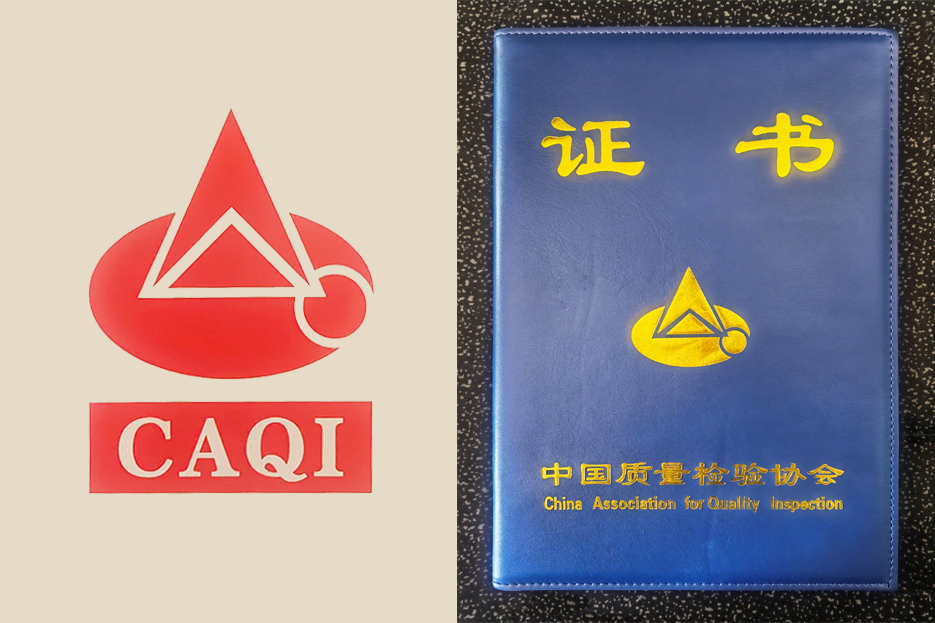 CAQI
证 书
中国质量检验协会
China Association for Quality Inspection